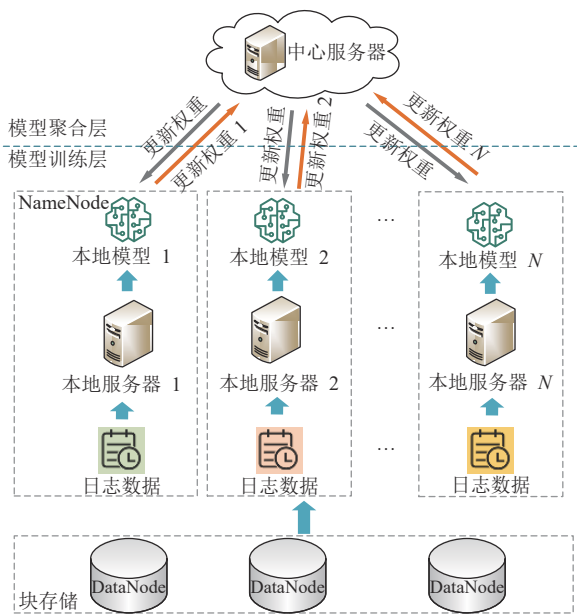 中心服务器
更新权重
更新权重 1
更新权重
更新权重 2
更新权重
更新权重 N
模型聚合层
模型训练层
NameNode
本地模型 1
本地模型 2
...
本地模型 N
本地服务器 1
本地服务器 2
...
本地服务器 N
日志数据
日志数据
...
日志数据
DataNode
DataNode
DataNode
块存储